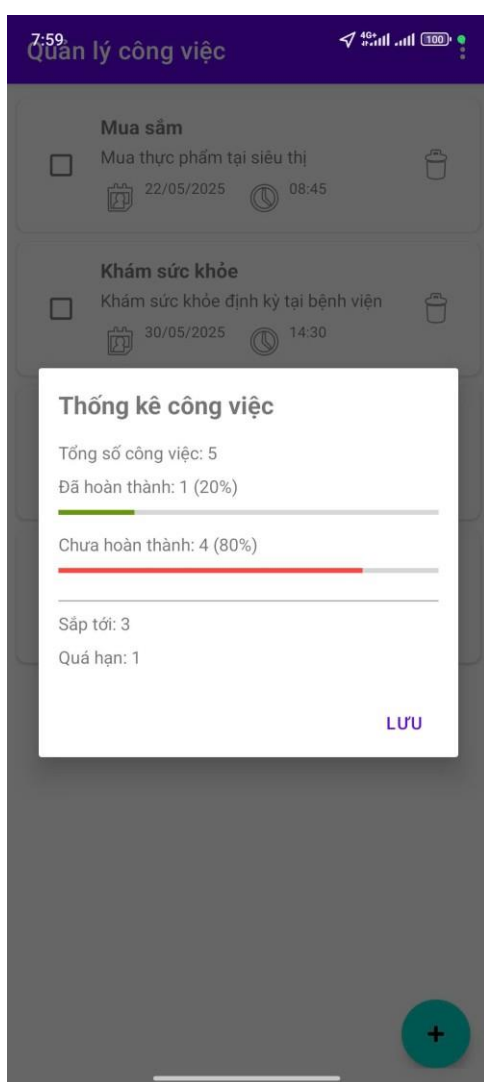 7:59
4G+
100
Quản lý công việc
Mua sắm
Mua thực phẩm tại siêu thị
22/05/2025 08:45
Khám sức khỏe
Khám sức khỏe định kỳ tại bệnh viện
30/05/2025 14:30
Thống kê công việc
Tổng số công việc: 5
Đã hoàn thành: 1 (20%)
Chưa hoàn thành: 4 (80%)
Sắp tới: 3
Quá hạn: 1
LƯU